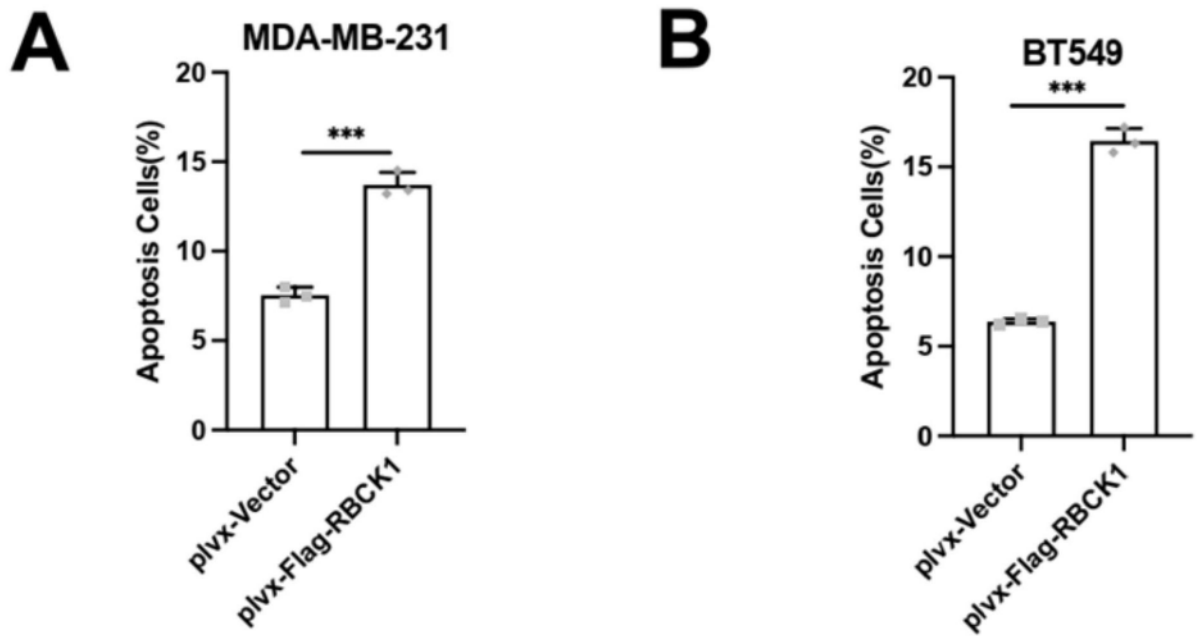 A
MDA-MB-231
Apoptosis Cells(%)
20
15
10
5
0
***
plvx-Vector
plvx-Flag-RBCK1
B
BT549
Apoptosis Cells(%)
20
15
10
5
0
***
plvx-Vector
plvx-Flag-RBCK1